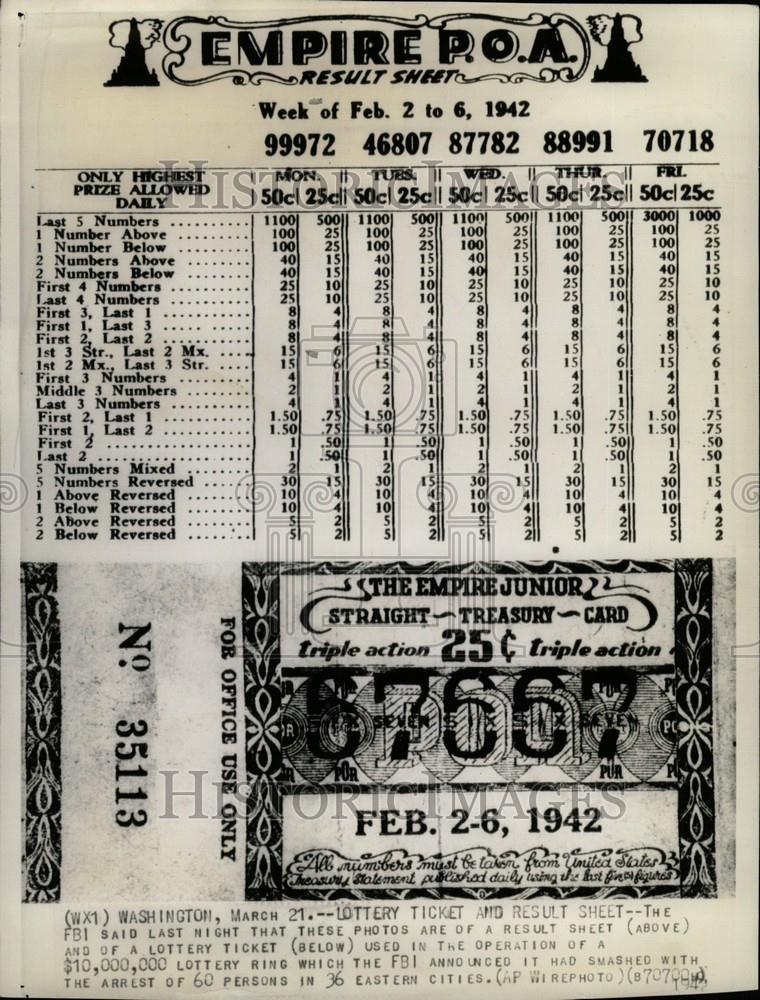 EMPIRE P.O.A.
RESULT SHEET
Week of Feb. 2 to 6, 1942
99972 46807 87782 88991 70718
ONLY HIGHEST PRIZE ALLOWED DAILY MON. TUES. WED. THUR. FRI.
50c 25c 50c 25c 50c 25c 50c 25c 50c 25c
Last 5 Numbers .......... 1100 500 1100 500 1100 500 1100 500 3000 1000
1 Number Above .......... 100 25 100 25 100 25 100 25 100 25
1 Number Below .......... 100 25 100 25 100 25 100 25 100 25
2 Numbers Above ........ 40 15 40 15 40 15 40 15 40 15
2 Numbers Below ........ 40 15 40 15 40 15 40 15 40 15
First 4 Numbers .......... 25 10 25 10 25 10 25 10 25 10
Last 4 Numbers .......... 25 10 25 10 25 10 25 10 25 10
First 3, Last 1 ........... 8 4 8 4 8 4 8 4 8 4
First 1, Last 3 ........... 8 4 8 4 8 4 8 4 8 4
First 2, Last 2 ........... 8 4 8 4 8 4 8 4 8 4
1st 3 Str., Last 2 Mx. .... 15 6 15 6 15 6 15 6 15 6
1st 2 Mx., Last 3 Str. .... 15 6 15 6 15 6 15 6 15 6
First 3 Numbers .......... 4 1 4 1 4 1 4 1 4 1
Middle 3 Numbers ........ 2 1 2 1 2 1 2 1 2 1
Last 3 Numbers .......... 4 1 4 1 4 1 4 1 4 1
First 2, Last 1 ........... 1.50 .75 1.50 .75 1.50 .75 1.50 .75 1.50 .75
First 1, Last 2 ........... 1.50 .75 1.50 .75 1.50 .75 1.50 .75 1.50 .75
First 2 .................. 1 .50 1 .50 1 .50 1 .50 1 .50
Last 2 .................. 1 .50 1 .50 1 .50 1 .50 1 .50
5 Numbers Mixed ........ 2 1 2 1 2 1 2 1 2 1
5 Numbers Reversed ...... 30 15 30 15 30 15 30 15 30 15
1 Above Reversed ........ 10 4 10 4 10 4 10 4 10 4
1 Below Reversed ........ 10 4 10 4 10 4 10 4 10 4
2 Above Reversed ........ 5 2 5 2 5 2 5 2 5 2
2 Below Reversed ........ 5 2 5 2 5 2 5 2 5 2
Nº 35113
FOR OFFICE USE ONLY
THE EMPIRE JUNIOR
STRAIGHT - TREASURY - CARD
triple action 25¢ triple action
67667
SIX SEVEN SIX SIX SEVEN
POR POR POR
POR POR
FEB. 2-6, 1942
All numbers must be taken from United States
Treasury Statement published daily using the last five figures
(WX1) WASHINGTON, MARCH 21.--LOTTERY TICKET AND RESULT SHEET--THE
FBI SAID LAST NIGHT THAT THESE PHOTOS ARE OF A RESULT SHEET (ABOVE)
AND OF A LOTTERY TICKET (BELOW) USED IN THE OPERATION OF A
$10,000,000 LOTTERY RING WHICH THE FBI ANNOUNCED IT HAD SMASHED WITH
THE ARREST OF 60 PERSONS IN 36 EASTERN CITIES. (AP WIREPHOTO)
HISTORIC IMAGES
HISTORIC IMAGES